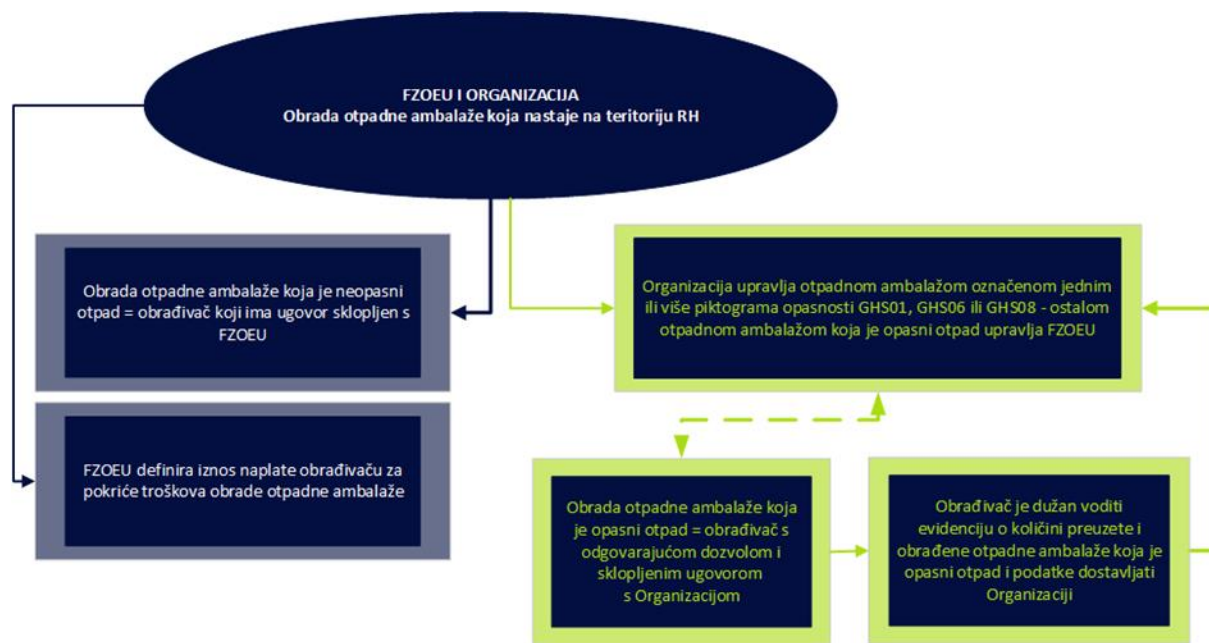 FZOEU I ORGANIZACIJA
Obrada otpadne ambalaže koja nastaje na teritoriju RH
Obrada otpadne ambalaže koja je neopasni
otpad = obrađivač koji ima ugovor sklopljen s
FZOEU
FZOEU definira iznos naplate obrađivaču za
pokriće troškova obrade otpadne ambalaže
Organizacija upravlja otpadnom ambalažom označenom jednim
ili više piktograma opasnosti GHS01, GHS06 ili GHS08 - ostalom
otpadnom ambalažom koja je opasni otpad upravlja FZOEU
Obrada otpadne ambalaže koja
je opasni otpad = obrađivač s
odgovarajućom dozvolom i
sklopljenim ugovorom
s Organizacijom
Obrađivač je dužan voditi
evidenciju o količini preuzete i
obrađene otpadne ambalaže koja je
opasni otpad i podatke dostavljati
Organizaciji